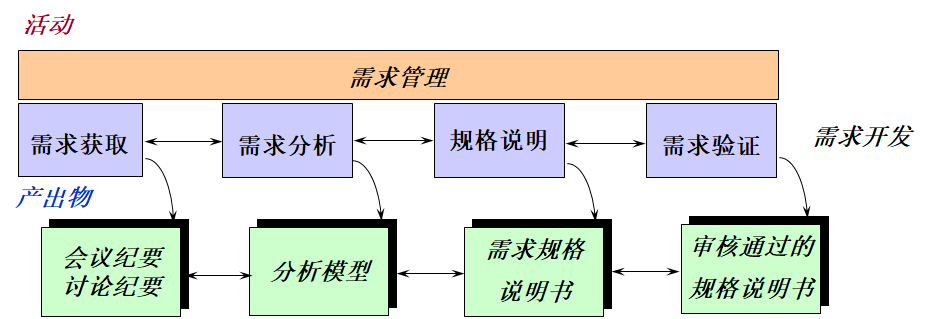 活动
需求管理
需求获取
需求分析
规格说明
需求验证
需求开发
产出物
会议纪要
讨论纪要
分析模型
需求规格
说明书
审核通过的
规格说明书